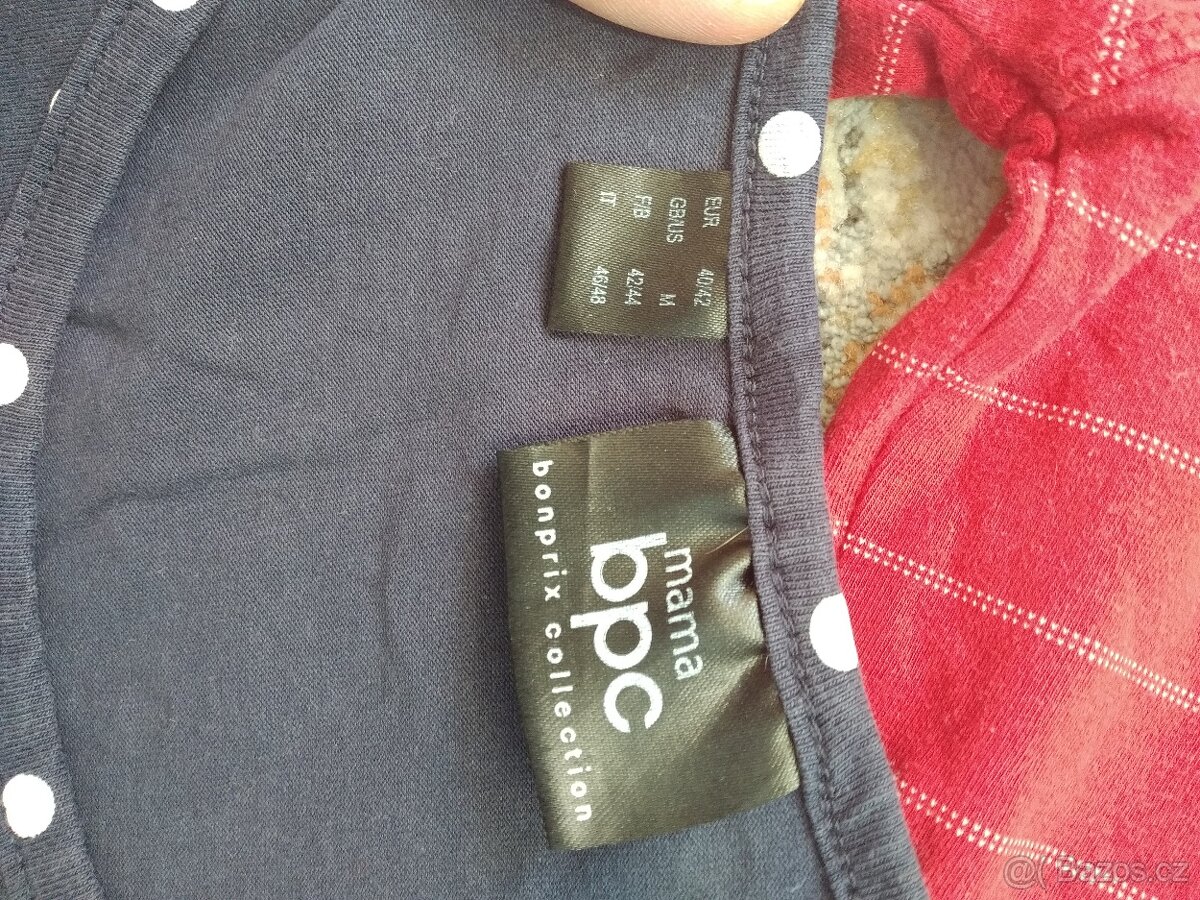 EUR 40/42
GB/US M
F/B 42/44
IT 46/48
mama
bpc
bonprix collection
@( Bazos.cz